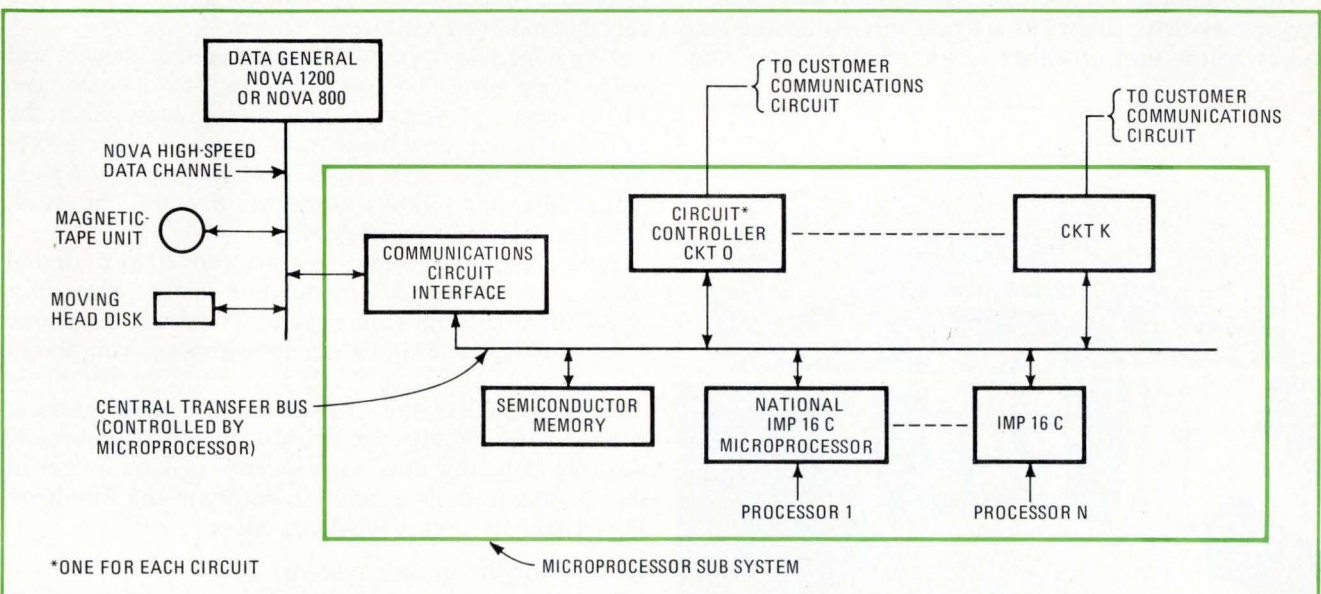 DATA GENERAL
NOVA 1200
OR NOVA 800
TO CUSTOMER
COMMUNICATIONS
CIRCUIT
TO CUSTOMER
COMMUNICATIONS
CIRCUIT
NOVA HIGH-SPEED
DATA CHANNEL
MAGNETIC-
TAPE UNIT
MOVING
HEAD DISK
COMMUNICATIONS
CIRCUIT
INTERFACE
CIRCUIT*
CONTROLLER
CKT 0
CKT K
CENTRAL TRANSFER BUS
(CONTROLLED BY
MICROPROCESSOR)
SEMICONDUCTOR
MEMORY
NATIONAL
IMP 16 C
MICROPROCESSOR
IMP 16 C
PROCESSOR 1
PROCESSOR N
*ONE FOR EACH CIRCUIT
MICROPROCESSOR SUB SYSTEM